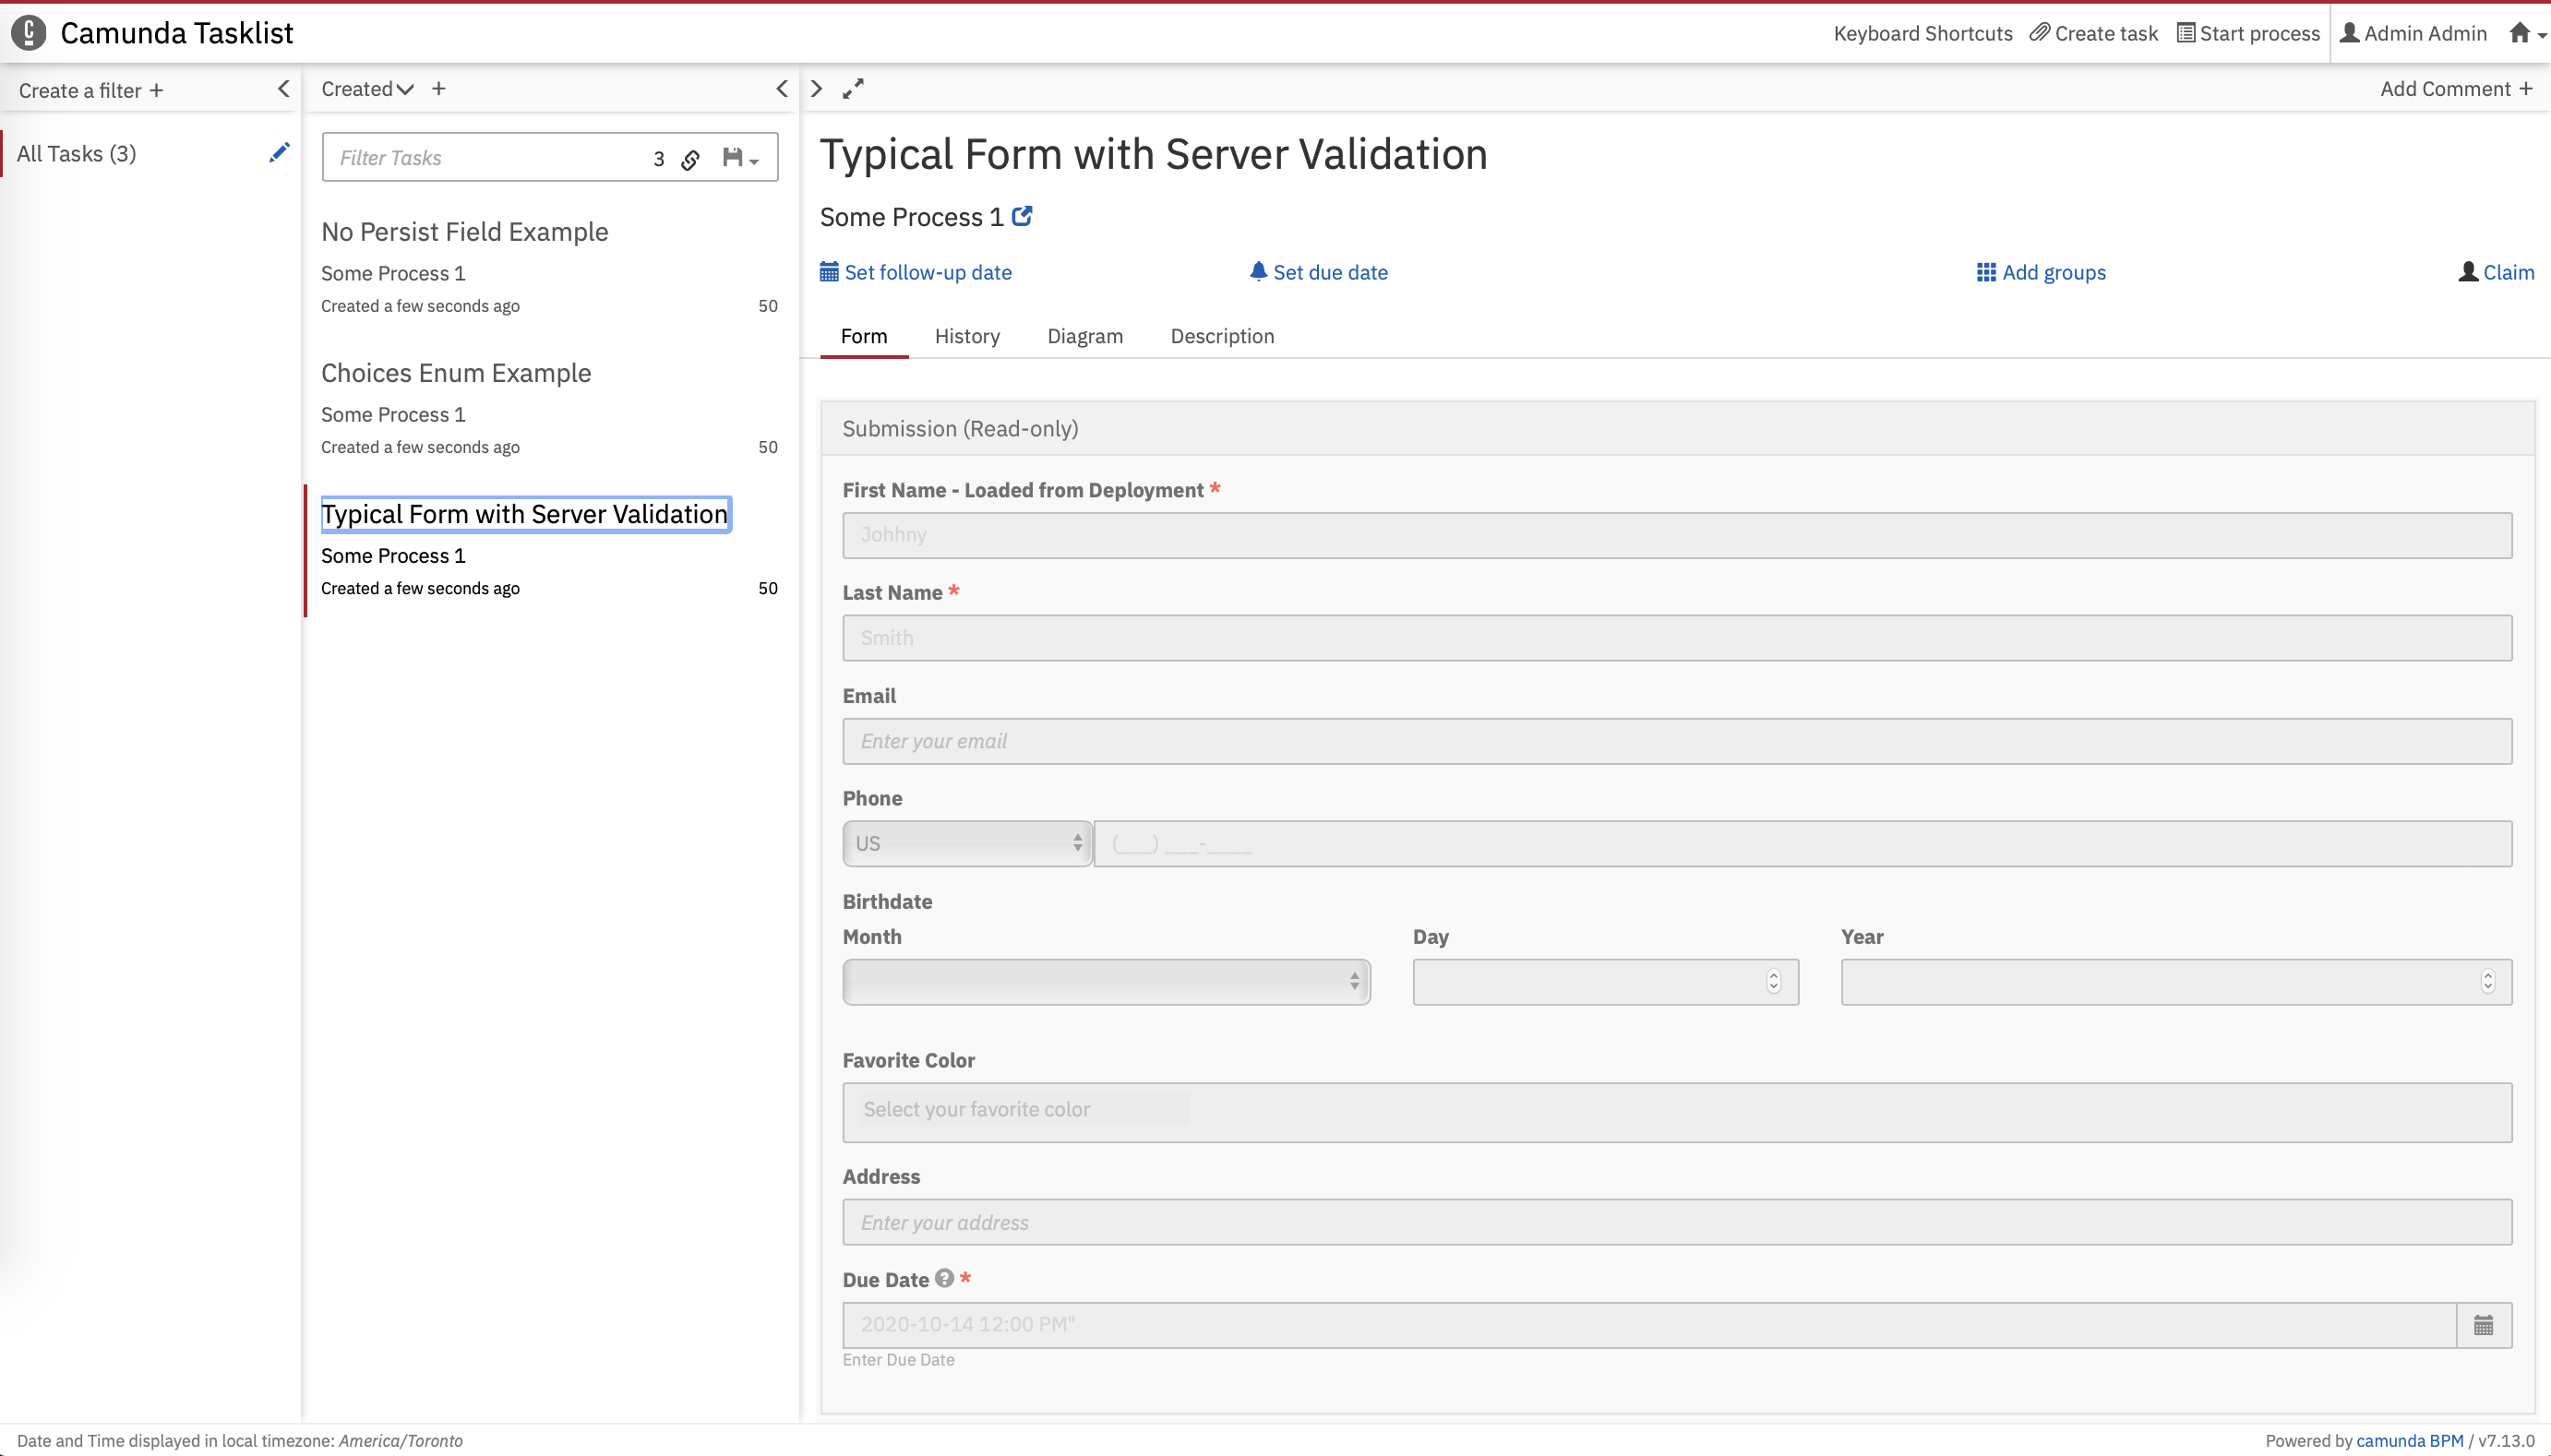 Camunda Tasklist
Keyboard Shortcuts Create task Start process Admin Admin
Create a filter +
Created +
Add Comment +
All Tasks (3)
Filter Tasks 3
No Persist Field Example
Some Process 1
Created a few seconds ago 50
Choices Enum Example
Some Process 1
Created a few seconds ago 50
Typical Form with Server Validation
Some Process 1
Created a few seconds ago 50
Typical Form with Server Validation
Some Process 1
Set follow-up date Set due date Add groups Claim
Form History Diagram Description
Submission (Read-only)
First Name - Loaded from Deployment *
Johhny
Last Name *
Smith
Email
Enter your email
Phone
US (___) ___-____
Birthdate
Month Day Year
Favorite Color
Select your favorite color
Address
Enter your address
Due Date ? *
2020-10-14 12:00 PM"
Enter Due Date
Date and Time displayed in local timezone: America/Toronto
Powered by camunda BPM / v7.13.0